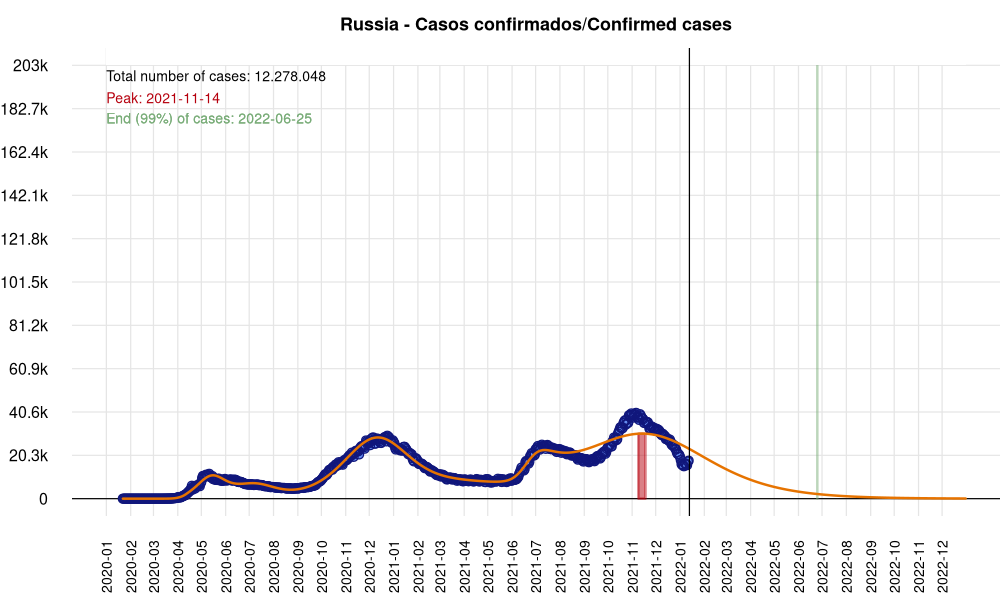 Russia - Casos confirmados/Confirmed cases
203k
Total number of cases: 12.278.048
Peak: 2021-11-14
182.7k
End (99%) of cases: 2022-06-25
162.4k
142.1k
121.8k
101.5k
81.2k
60.9k
40.6k
20.3k
0
2020-01
2020-02
2020-03
2020-04
2020-05
2020-06
2020-07
2020-08
2020-09
2020-10
2020-11
2020-12
2021-01
2021-02
2021-03
2021-04
2021-05
2021-06
2021-07
2021-08
2021-09
2021-10
2021-11
2021-12
2022-01
2022-02
2022-03
2022-04
2022-05
2022-06
2022-07
2022-08
2022-09
2022-10
2022-11
2022-12